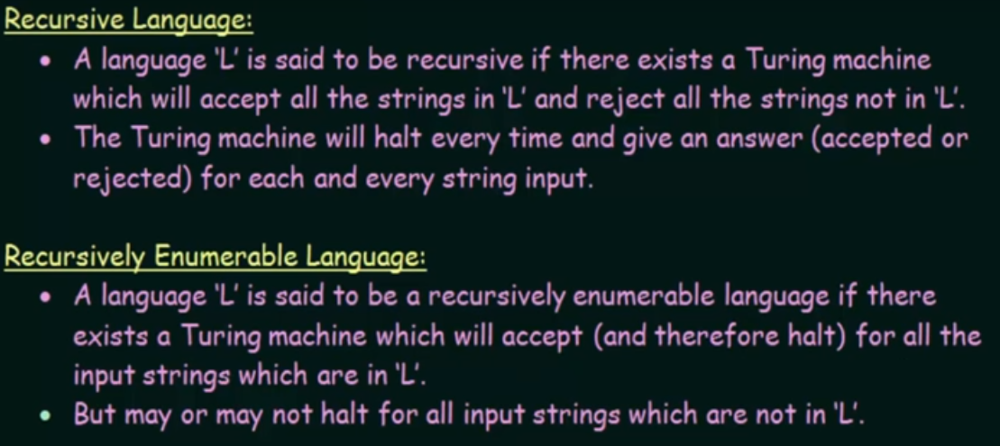 Recursive Language:
• A language 'L' is said to be recursive if there exists a Turing machine
which will accept all the strings in 'L' and reject all the strings not in 'L'.
• The Turing machine will halt every time and give an answer (accepted or
rejected) for each and every string input.
Recursively Enumerable Language:
• A language 'L' is said to be a recursively enumerable language if there
exists a Turing machine which will accept (and therefore halt) for all the
input strings which are in 'L'.
• But may or may not halt for all input strings which are not in 'L'.